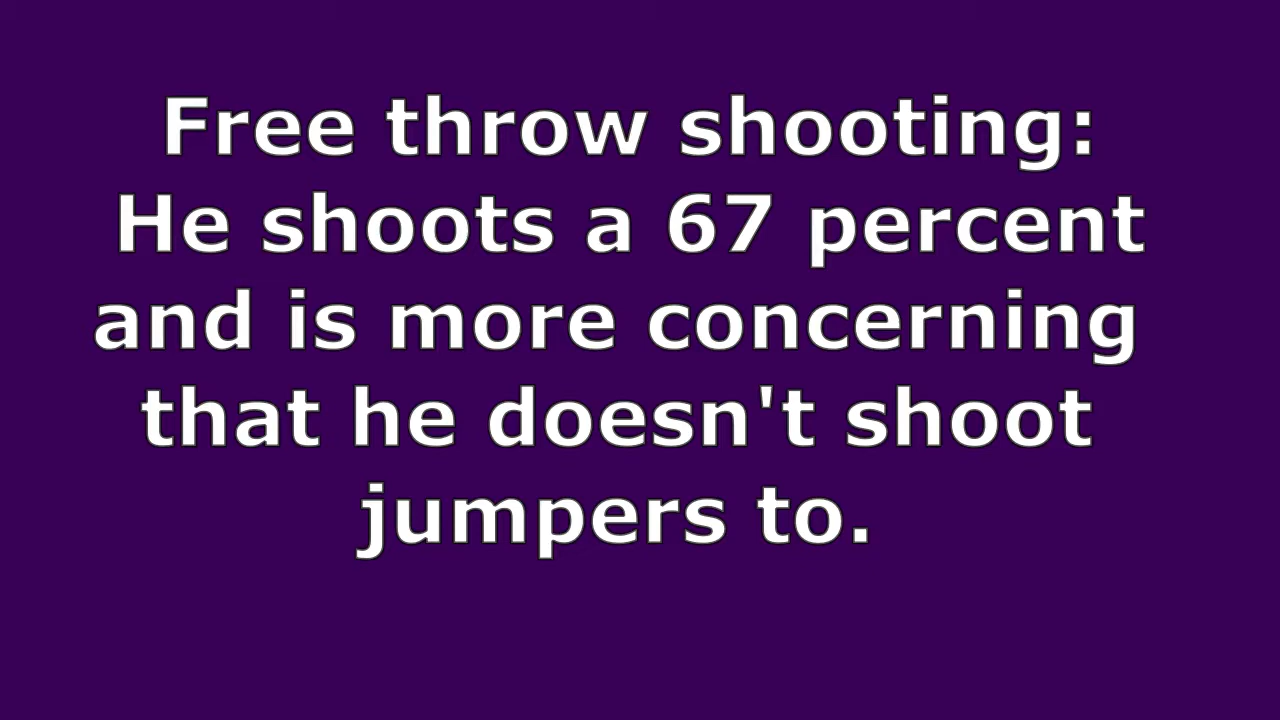 Free throw shooting:
He shoots a 67 percent
and is more concerning
that he doesn't shoot
jumpers to.